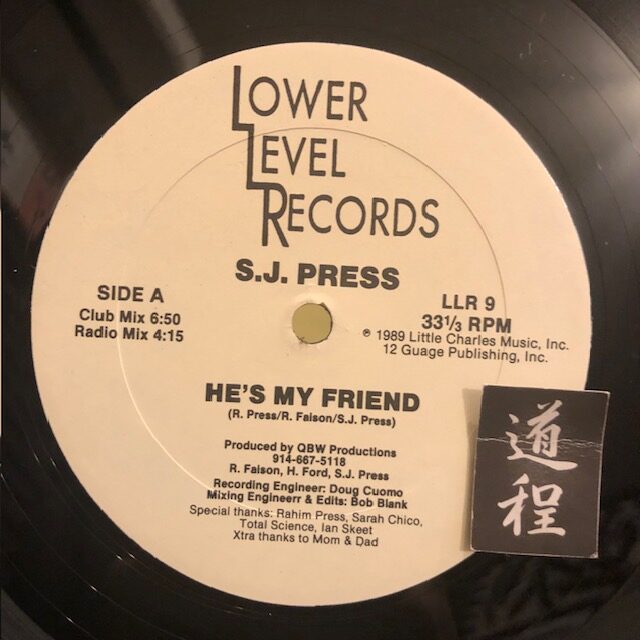 LOWER
LEVEL
RECORDS
S.J. PRESS
SIDE A
Club Mix 6:50
Radio Mix 4:15
LLR 9
33⅓ RPM
℗ 1989 Little Charles Music, Inc.
12 Guage Publishing, Inc.
HE'S MY FRIEND
(R. Press/R. Faison/S.J. Press)
Produced by QBW Productions
914-667-5118
R. Faison, H. Ford, S.J. Press
Recording Engineer: Doug Cuomo
Mixing Engineerr & Edits: Bob Blank
Special thanks: Rahim Press, Sarah Chico,
Total Science, Ian Skeet
Xtra thanks to Mom & Dad
道程